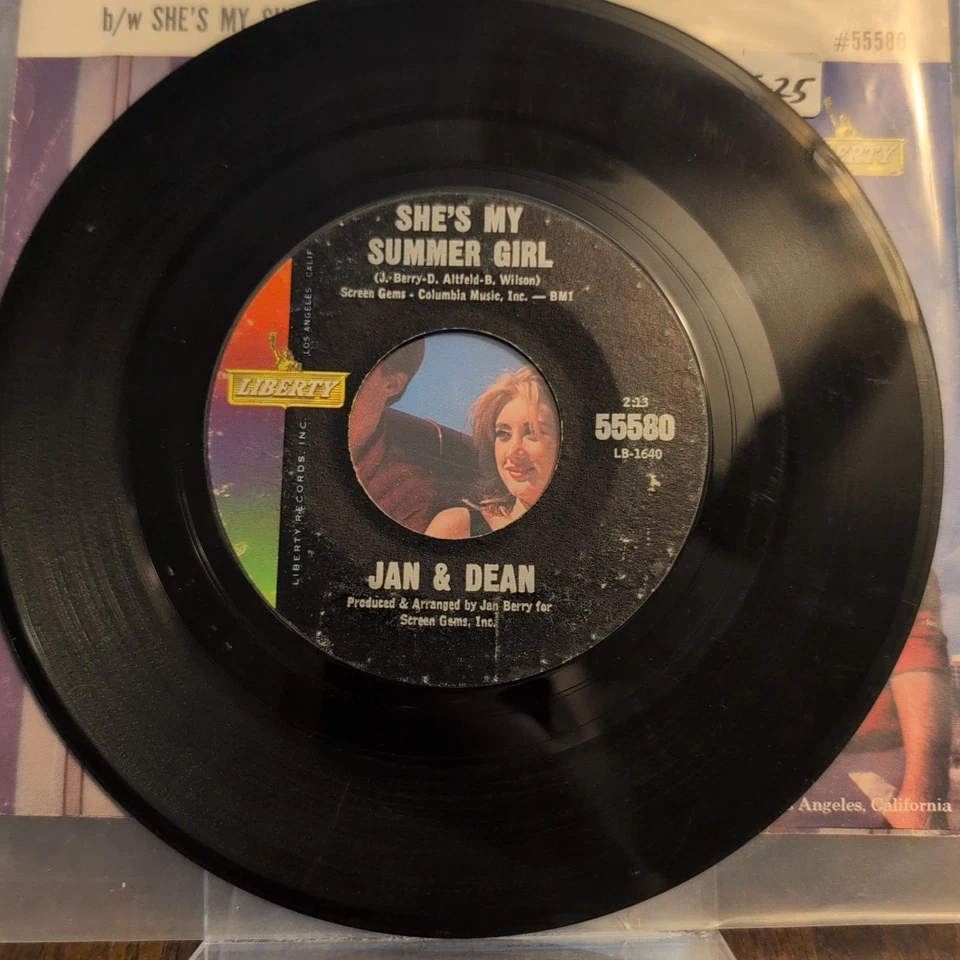 b/w SHE'S MY
#55580
25
LIBERTY
SHE'S MY
SUMMER GIRL
(J. Berry-D. Altfeld-B. Wilson)
Screen Gems - Columbia Music, Inc. — BMI
LIBERTY
LIBERTY RECORDS, INC. LOS ANGELES CALIF
2:13
55580
LB-1640
JAN & DEAN
Produced & Arranged by Jan Berry for
Screen Gems, Inc.
Angeles, California